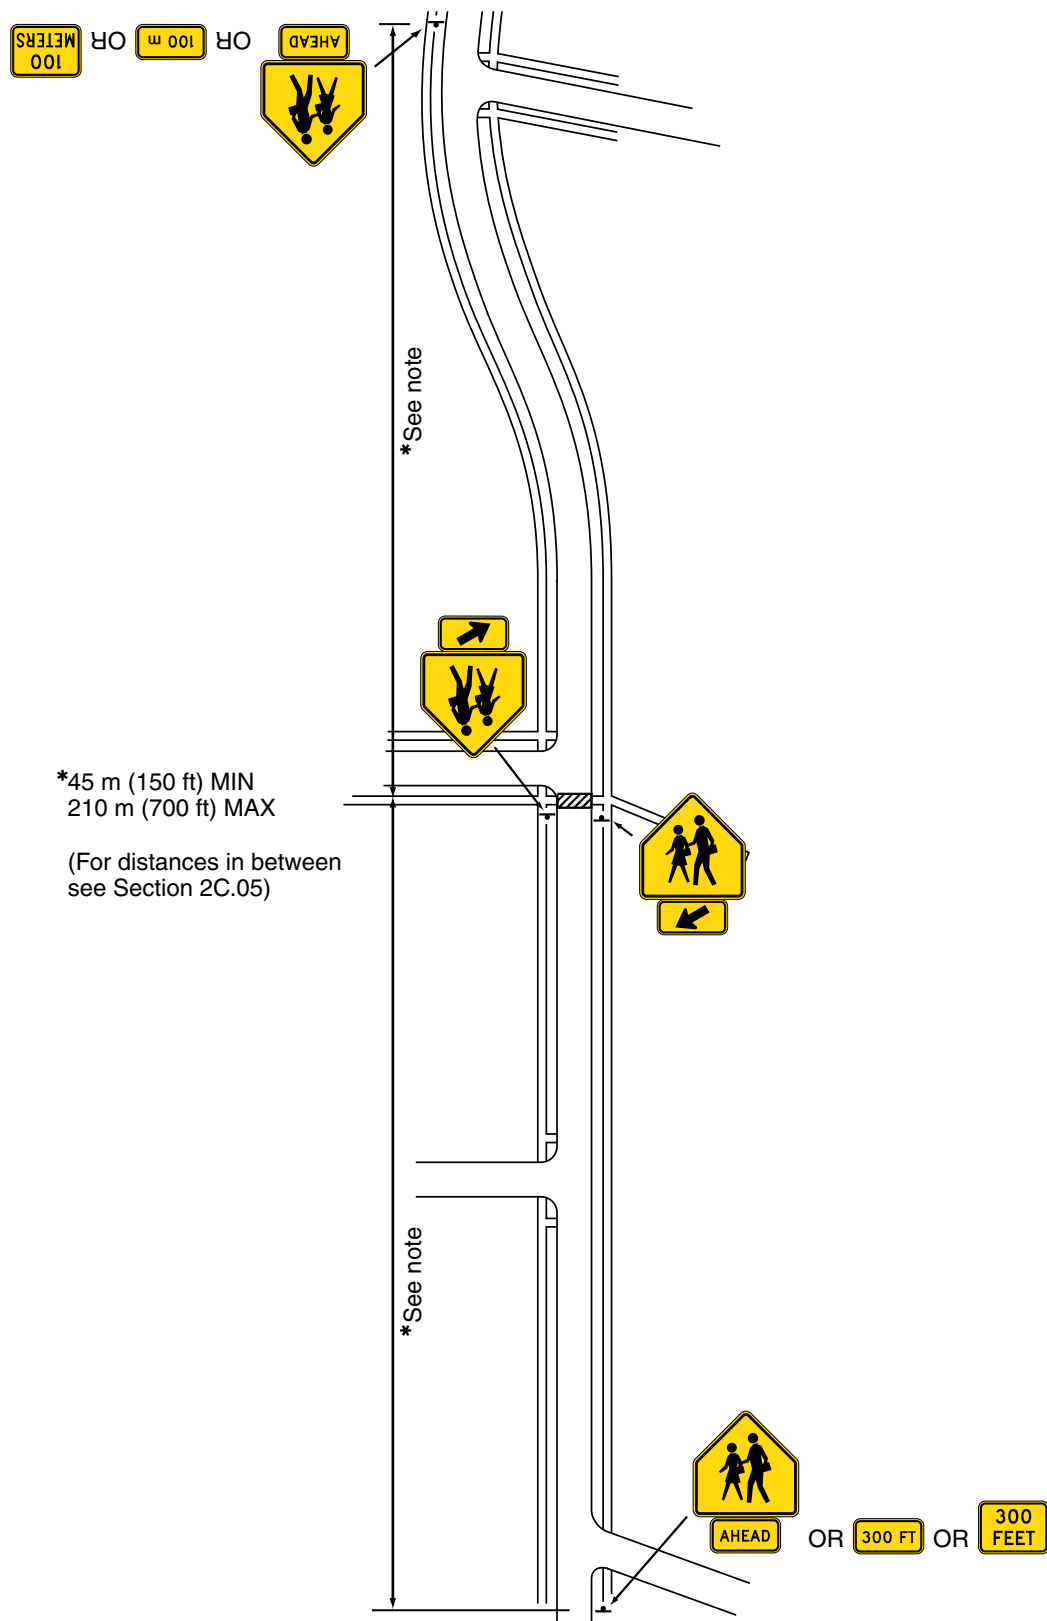 100
METERS
OR
100 m
OR
AHEAD
*See note
*45 m (150 ft) MIN
210 m (700 ft) MAX
(For distances in between
see Section 2C.05)
*See note
AHEAD
OR
300 FT
OR
300
FEET